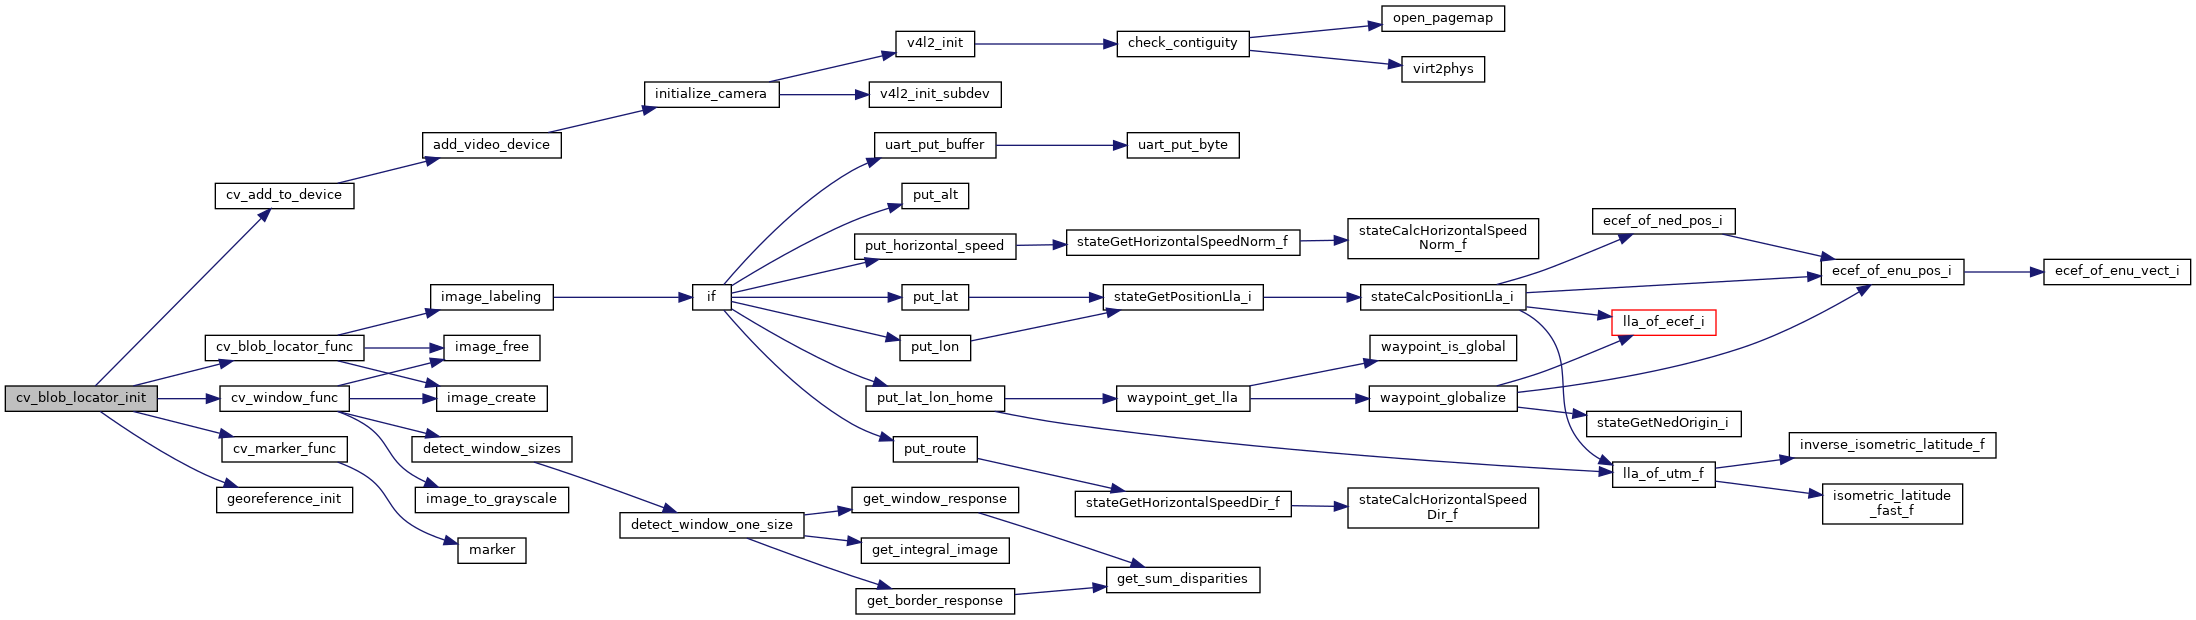 cv_blob_locator_init
cv_add_to_device
add_video_device
initialize_camera
v4l2_init
check_contiguity
open_pagemap
virt2phys
v4l2_init_subdev
cv_blob_locator_func
image_labeling
if
uart_put_buffer
uart_put_byte
put_alt
put_horizontal_speed
stateGetHorizontalSpeedNorm_f
stateCalcHorizontalSpeed
Norm_f
put_lat
stateGetPositionLla_i
stateCalcPositionLla_i
ecef_of_ned_pos_i
ecef_of_enu_pos_i
ecef_of_enu_vect_i
lla_of_ecef_i
put_lon
put_lat_lon_home
waypoint_get_lla
waypoint_is_global
waypoint_globalize
stateGetNedOrigin_i
lla_of_utm_f
inverse_isometric_latitude_f
isometric_latitude
_fast_f
put_route
stateGetHorizontalSpeedDir_f
stateCalcHorizontalSpeed
Dir_f
image_free
image_create
cv_window_func
detect_window_sizes
image_to_grayscale
detect_window_one_size
get_window_response
get_integral_image
get_border_response
get_sum_disparities
cv_marker_func
marker
georeference_init